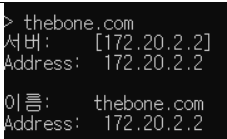 > thebone.com
서버:    [172.20.2.2]
Address:  172.20.2.2
이름:    thebone.com
Address:  172.20.2.2